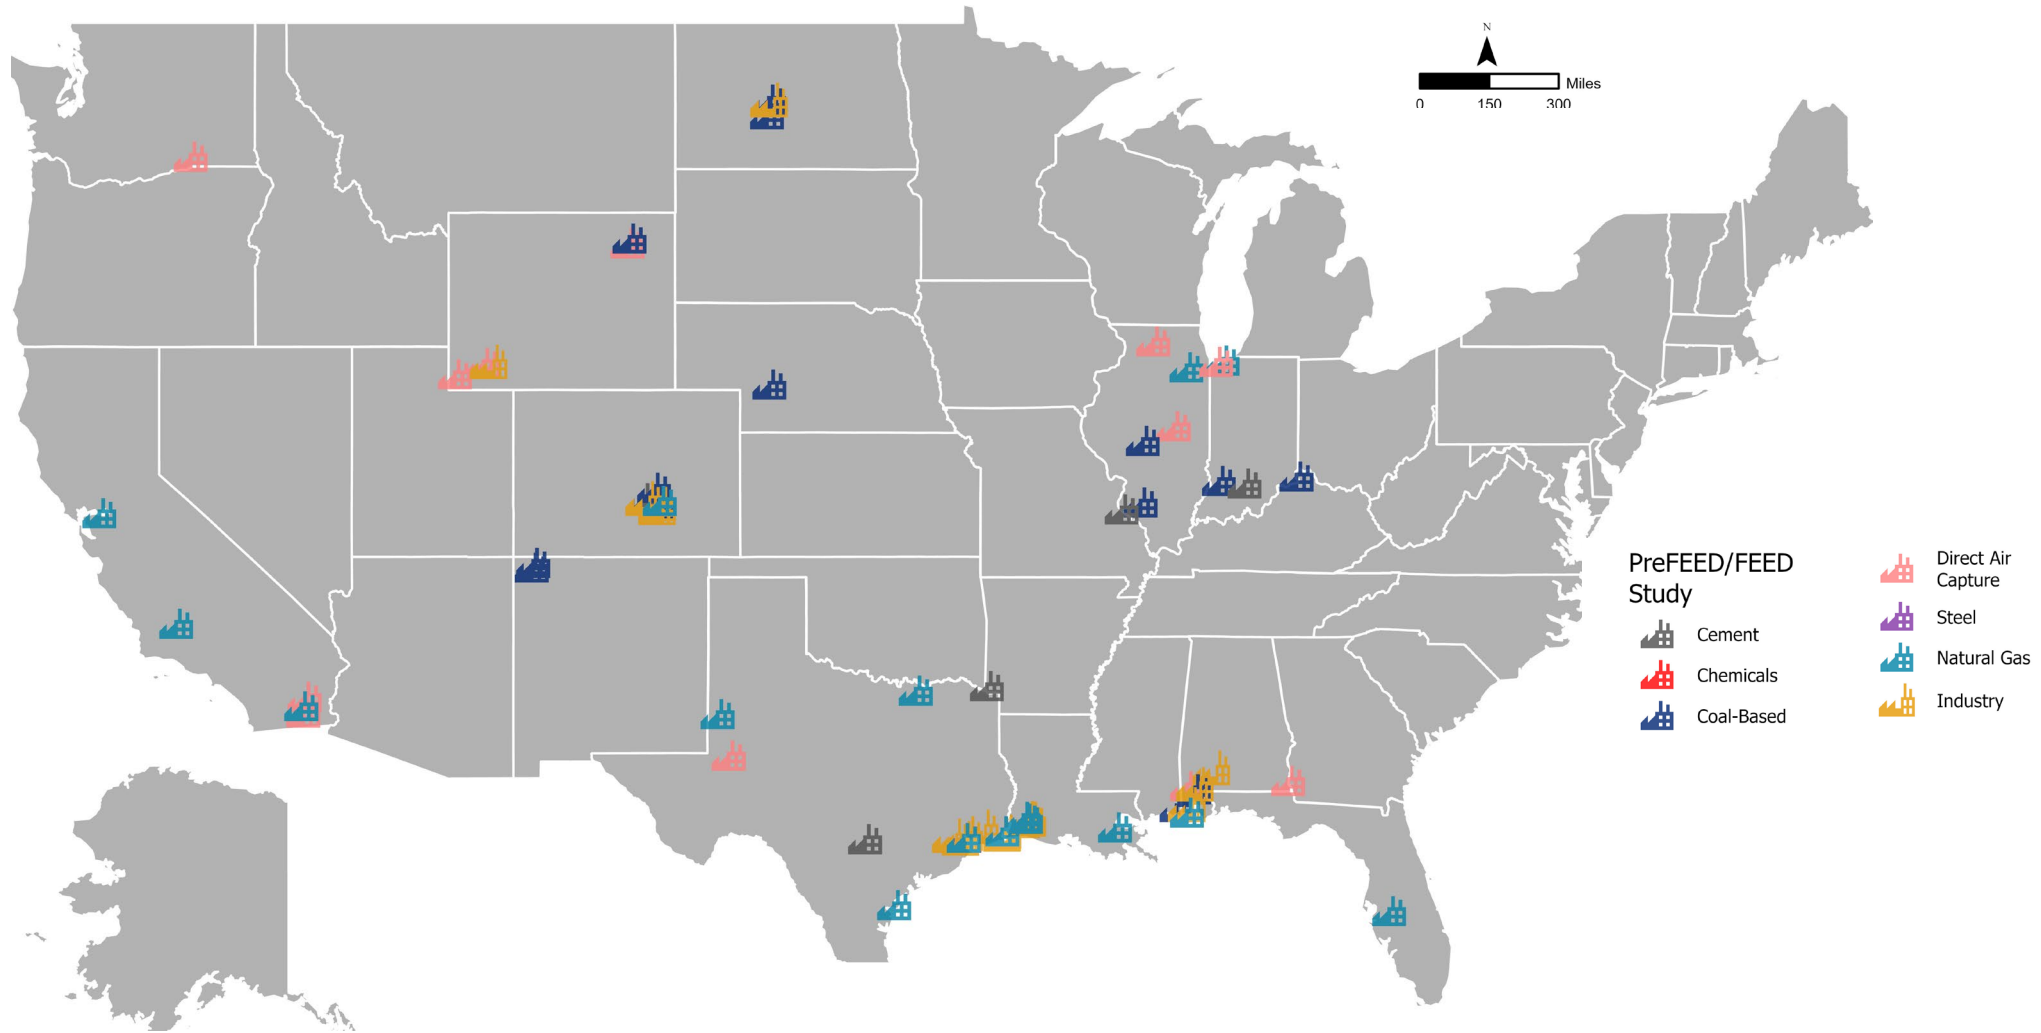 N
Miles
0 150 300
PreFEED/FEED
Study
Cement
Chemicals
Coal-Based
Direct Air
Capture
Steel
Natural Gas
Industry